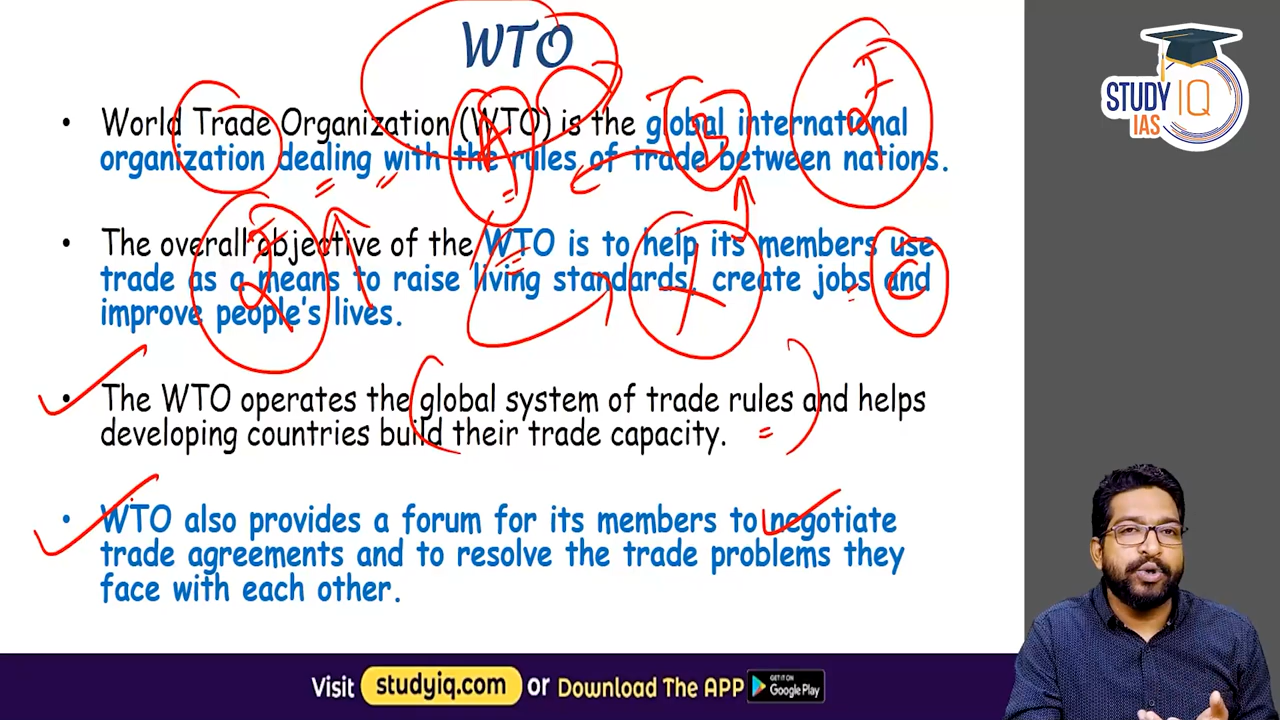 WTO
STUDY IQ
IAS
• World Trade Organization (WTO) is the global international
organization dealing with the rules of trade between nations.
• The overall objective of the WTO is to help its members use
trade as a means to raise living standards, create jobs and
improve people's lives.
• The WTO operates the global system of trade rules and helps
developing countries build their trade capacity.
• WTO also provides a forum for its members to negotiate
trade agreements and to resolve the trade problems they
face with each other.
A
B
C
Visit studyiq.com or Download The APP GET IT ON Google Play